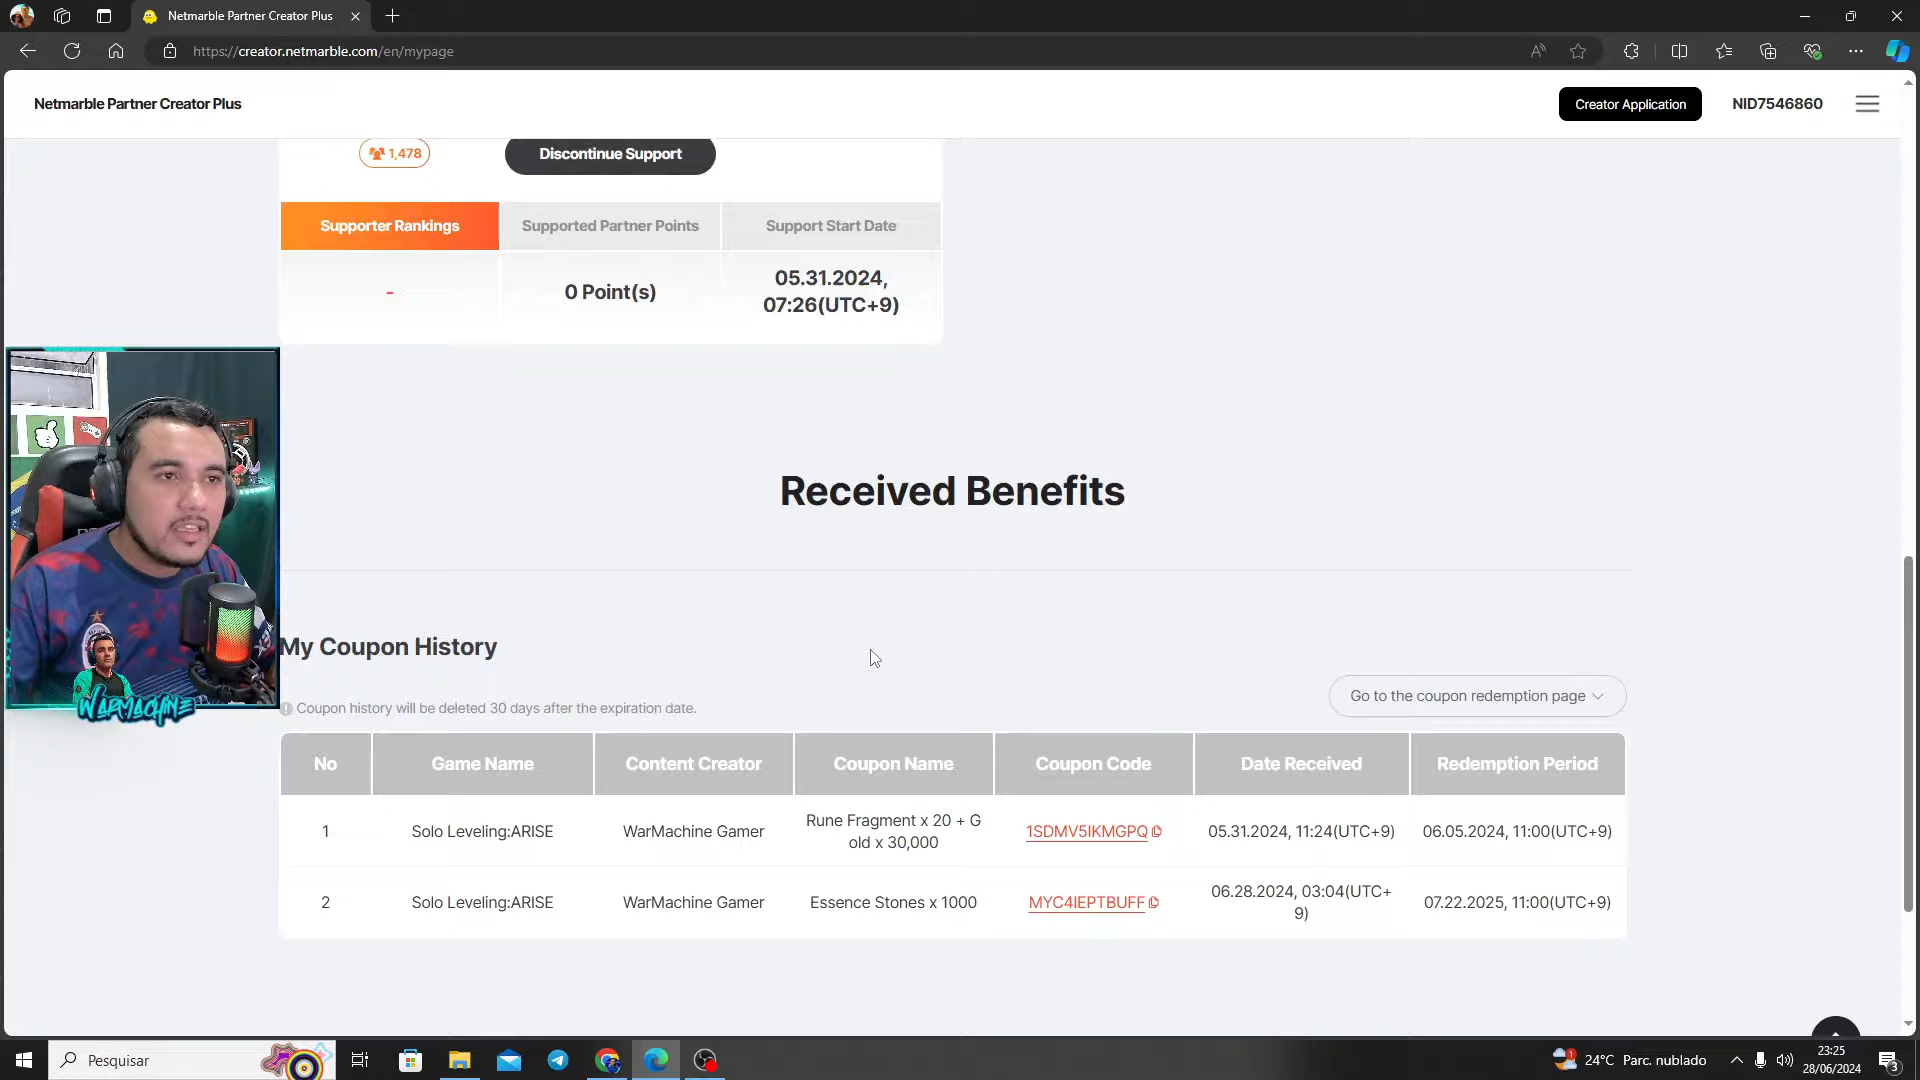 Netmarble Partner Creator Plus
https://creator.netmarble.com/en/mypage
Netmarble Partner Creator Plus
Creator Application
NID7546860
1,478
Discontinue Support
Supporter Rankings
Supported Partner Points
Support Start Date
-
0 Point(s)
05.31.2024,
07:26(UTC+9)
Received Benefits
My Coupon History
WARMACHINE
Coupon history will be deleted 30 days after the expiration date.
Go to the coupon redemption page
No
Game Name
Content Creator
Coupon Name
Coupon Code
Date Received
Redemption Period
1
Solo Leveling:ARISE
WarMachine Gamer
Rune Fragment x 20 + G
old x 30,000
1SDMV5IKMGPQ
05.31.2024, 11:24(UTC+9)
06.05.2024, 11:00(UTC+9)
2
Solo Leveling:ARISE
WarMachine Gamer
Essence Stones x 1000
MYC4IEPTBUFF
06.28.2024, 03:04(UTC+
9)
07.22.2025, 11:00(UTC+9)
Pesquisar
1
24°C Parc. nublado
23:25
28/06/2024
3